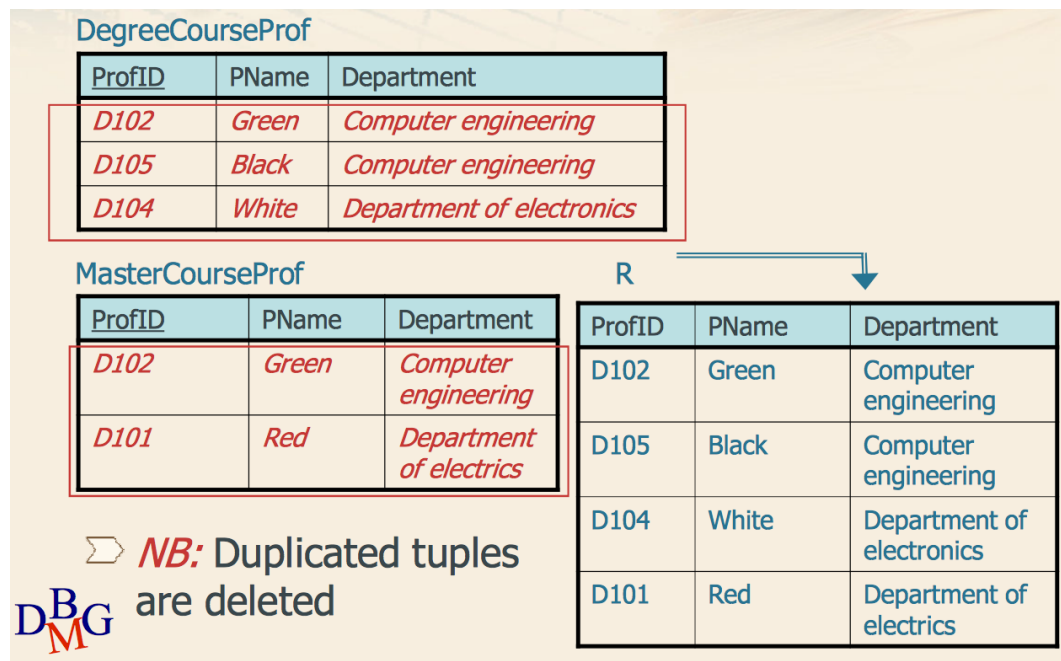 DegreeCourseProf
ProfID PName Department
D102 Green Computer engineering
D105 Black Computer engineering
D104 White Department of electronics
MasterCourseProf
ProfID PName Department
D102 Green Computer
engineering
D101 Red Department
of electrics
R
ProfID PName Department
D102 Green Computer
engineering
D105 Black Computer
engineering
D104 White Department of
electronics
D101 Red Department of
electrics
NB: Duplicated tuples
are deleted
DBMG